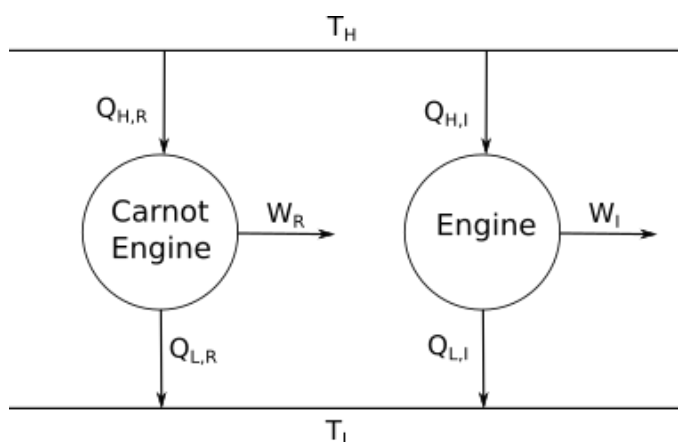 T_H
Q_H,R
Q_H,I
Carnot
Engine
W_R
Engine
W_I
Q_L,R
Q_L,I
T_L